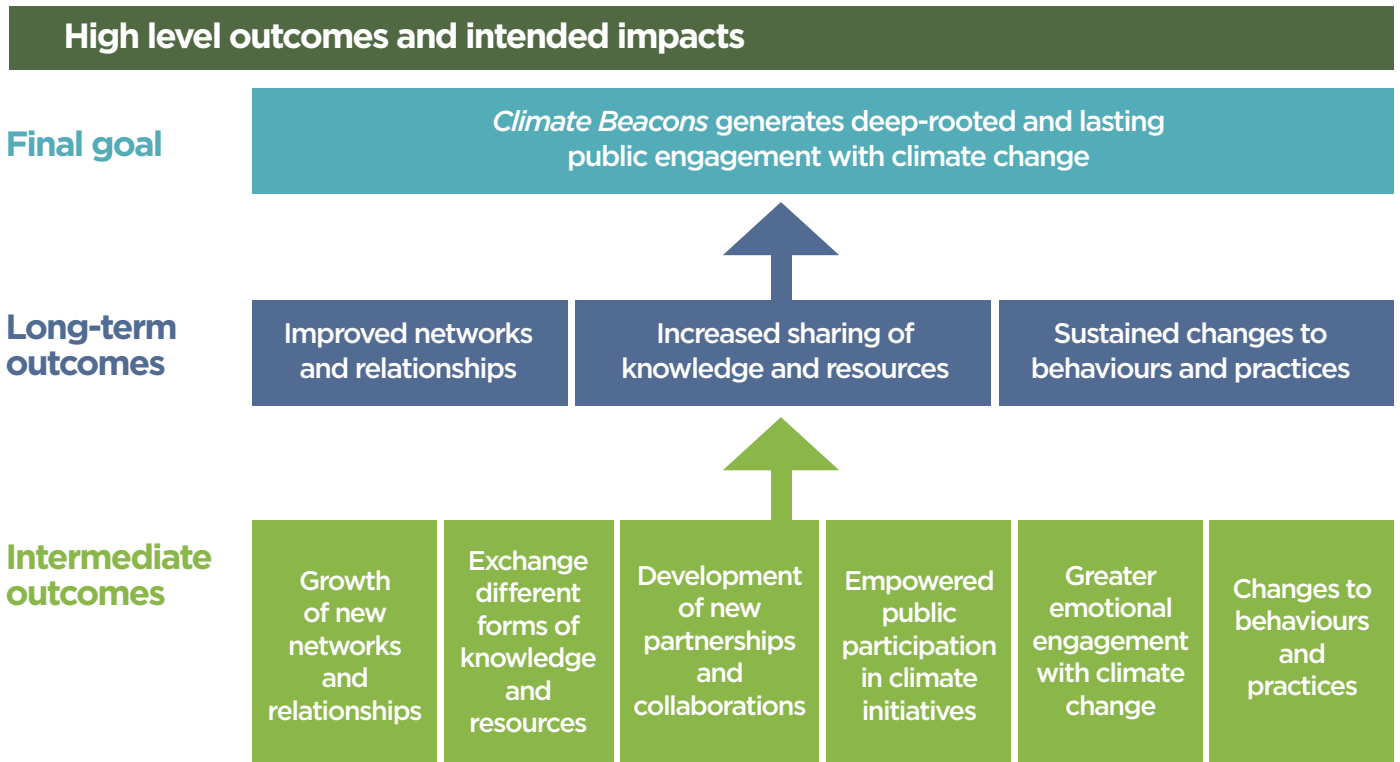 High level outcomes and intended impacts
Final goal
Climate Beacons generates deep-rooted and lasting
public engagement with climate change
Long-term
outcomes
Improved networks
and relationships
Increased sharing of
knowledge and resources
Sustained changes to
behaviours and practices
Intermediate
outcomes
Growth
of new
networks
and
relationships
Exchange
different
forms of
knowledge
and
resources
Development
of new
partnerships
and
collaborations
Empowered
public
participation
in climate
initiatives
Greater
emotional
engagement
with climate
change
Changes to
behaviours
and
practices